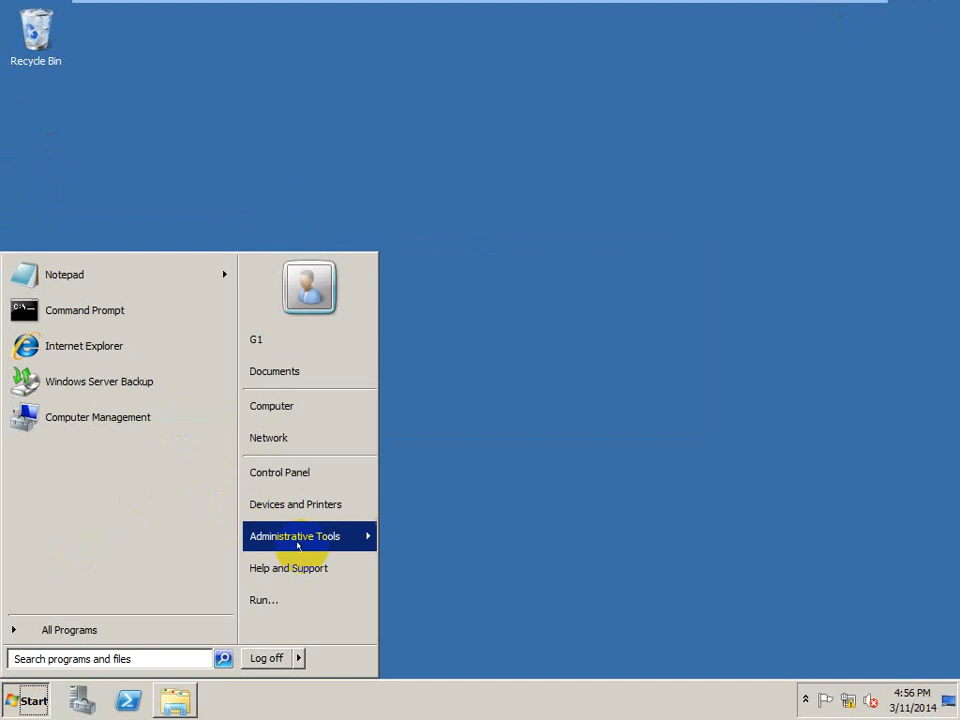 Recycle Bin
Notepad
Command Prompt
Internet Explorer
Windows Server Backup
Computer Management
All Programs
Search programs and files
G1
Documents
Computer
Network
Control Panel
Devices and Printers
Administrative Tools
Help and Support
Run...
Log off
Start
4:56 PM
3/11/2014